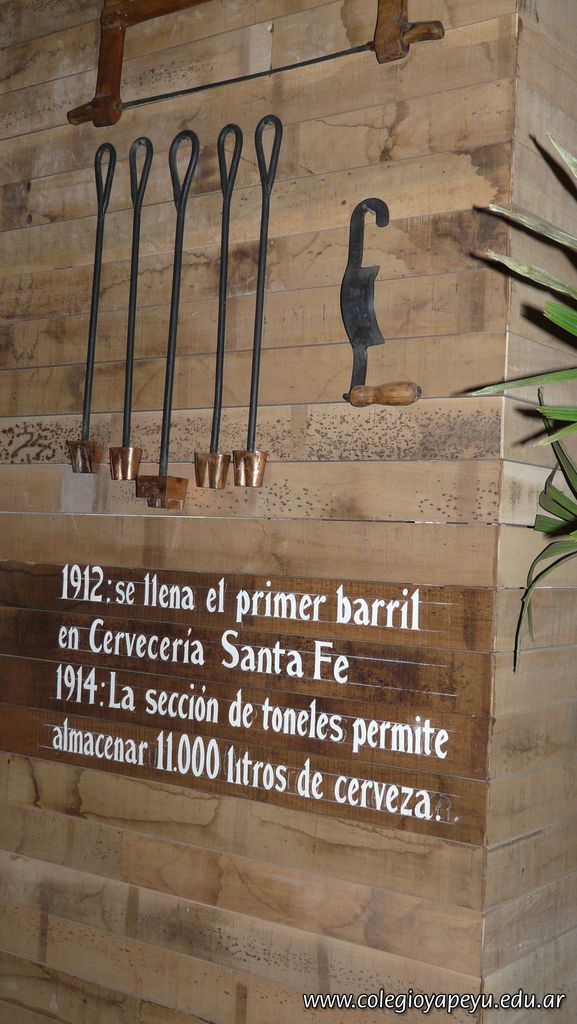 1912: se llena el primer barril
en Cervecería Santa Fe
1914: La sección de toneles permite
almacenar 11.000 litros de cerveza.
www.colegioyapeyu.edu.ar